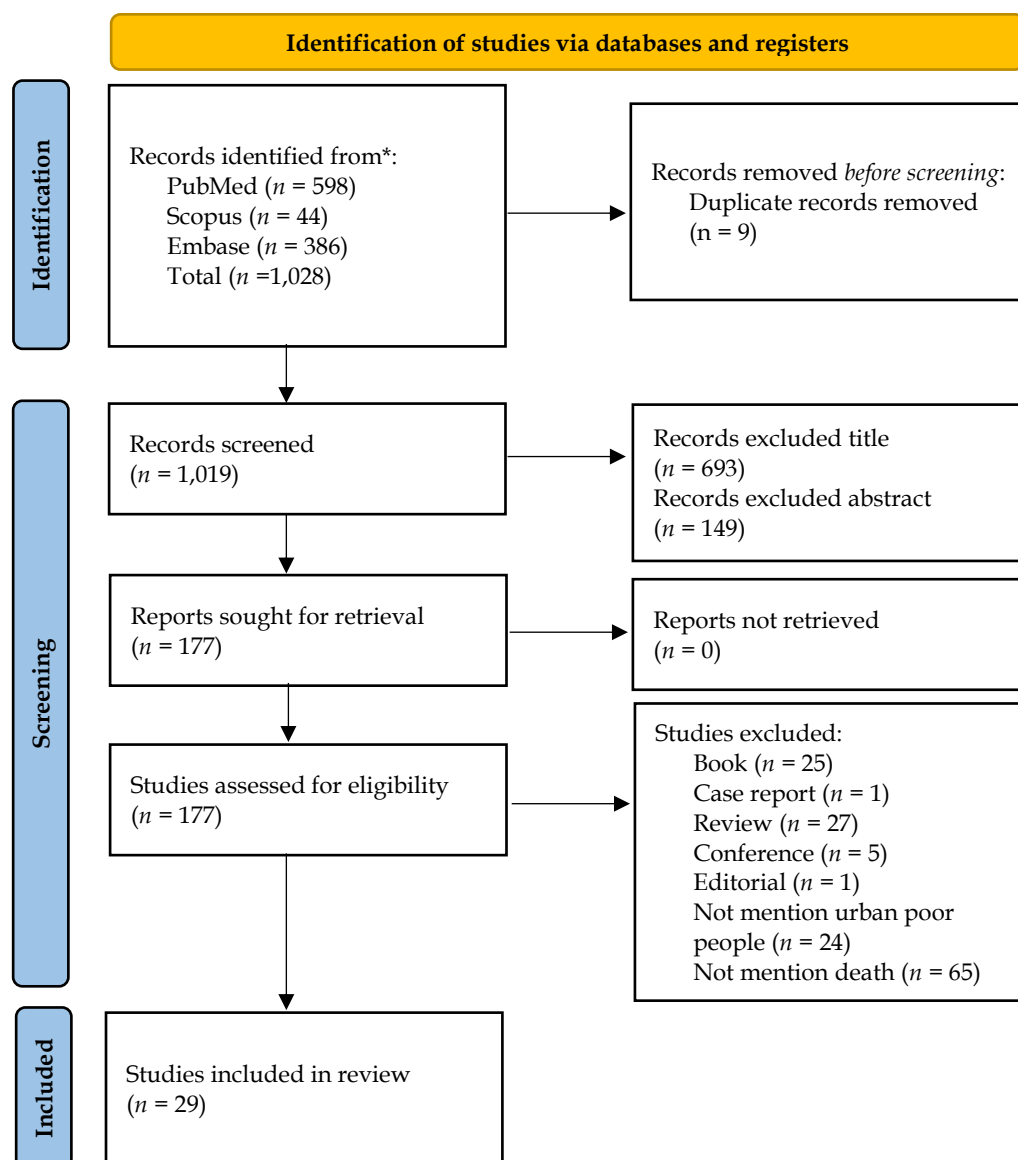 Identification of studies via databases and registers
Identification
Records identified from*:
PubMed (n = 598)
Scopus (n = 44)
Embase (n = 386)
Total (n =1,028)
Records removed before screening:
Duplicate records removed
(n = 9)
Screening
Records screened
(n = 1,019)
Records excluded title
(n = 693)
Records excluded abstract
(n = 149)
Reports sought for retrieval
(n = 177)
Reports not retrieved
(n = 0)
Studies assessed for eligibility
(n = 177)
Studies excluded:
Book (n = 25)
Case report (n = 1)
Review (n = 27)
Conference (n = 5)
Editorial (n = 1)
Not mention urban poor
people (n = 24)
Not mention death (n = 65)
Included
Studies included in review
(n = 29)